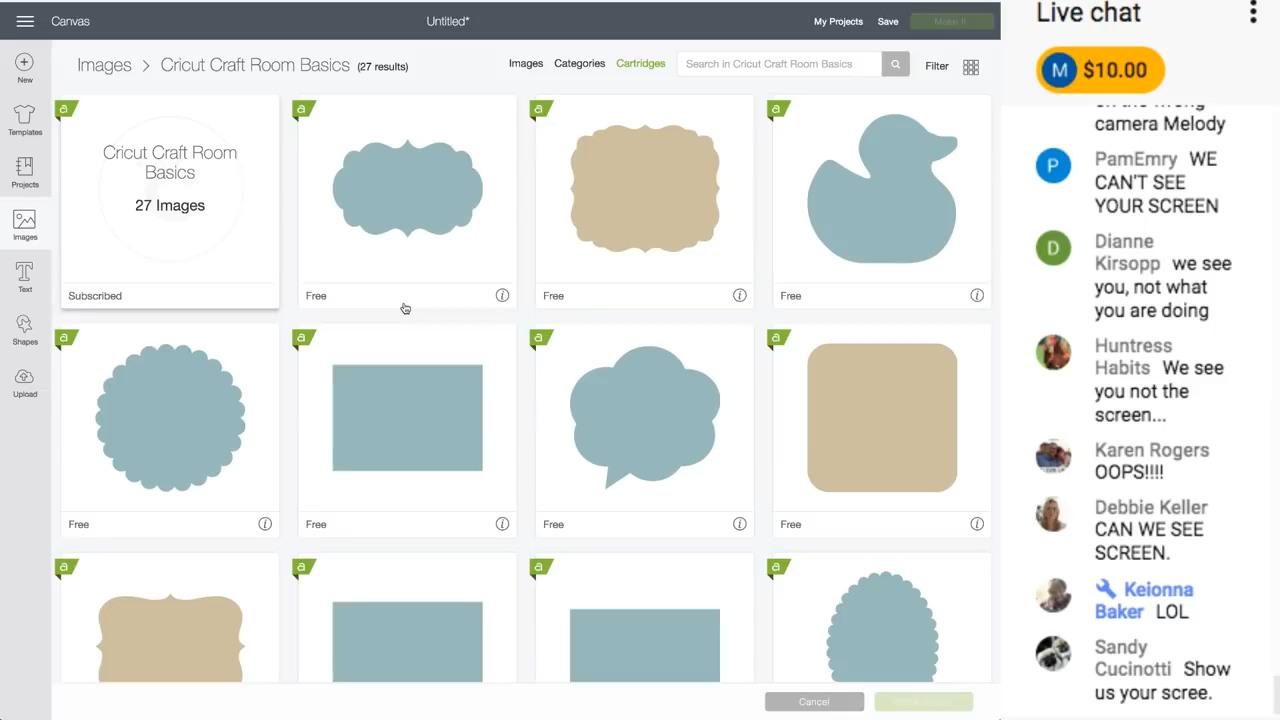 Canvas
Untitled*
My Projects
Save
Make It
New
Templates
Projects
Images
Text
Shapes
Upload
Images > Cricut Craft Room Basics (27 results)
Images
Categories
Cartridges
Search in Cricut Craft Room Basics
Filter
a
Cricut Craft Room
Basics
27 Images
Subscribed
a
Free
a
Free
a
Free
a
Free
a
Free
a
Free
a
Free
a
a
a
a
Cancel
Live chat
M $10.00
camera Melody
P PamEmry WE
CAN'T SEE
YOUR SCREEN
D Dianne
Kirsopp we see
you, not what
you are doing
Huntress
Habits We see
you not the
screen...
Karen Rogers
OOPS!!!!
Debbie Keller
CAN WE SEE
SCREEN.
Keionna
Baker LOL
Sandy
Cucinotti Show
us your scree.